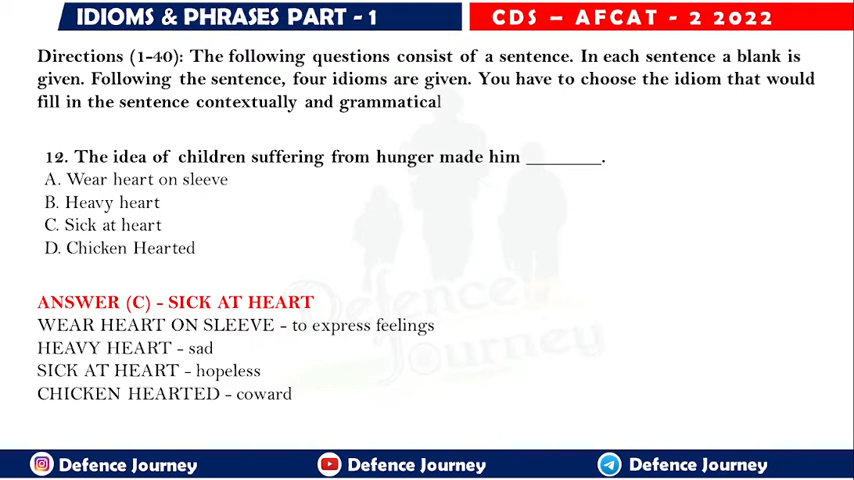 IDIOMS & PHRASES PART - 1
CDS - AFCAT - 2 2022
Directions (1-40): The following questions consist of a sentence. In each sentence a blank is
given. Following the sentence, four idioms are given. You have to choose the idiom that would
fill in the sentence contextually and grammatical
12. The idea of children suffering from hunger made him ________.
A. Wear heart on sleeve
B. Heavy heart
C. Sick at heart
D. Chicken Hearted
ANSWER (C) - SICK AT HEART
WEAR HEART ON SLEEVE - to express feelings
HEAVY HEART - sad
SICK AT HEART - hopeless
CHICKEN HEARTED - coward
Defence
Journey
Defence Journey
Defence Journey
Defence Journey